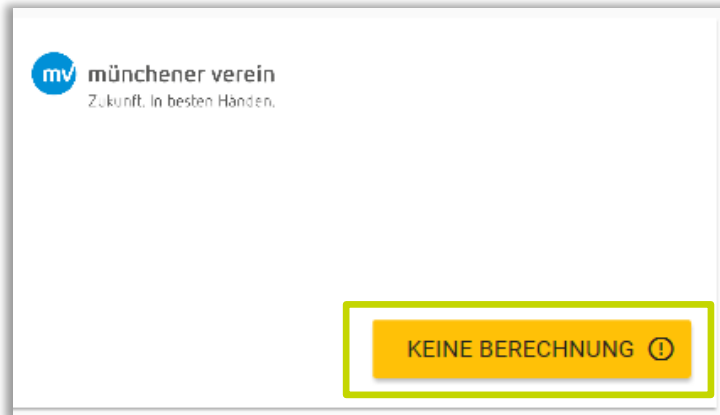 mv münchener verein
Zukunft. In besten Händen.
KEINE BERECHNUNG